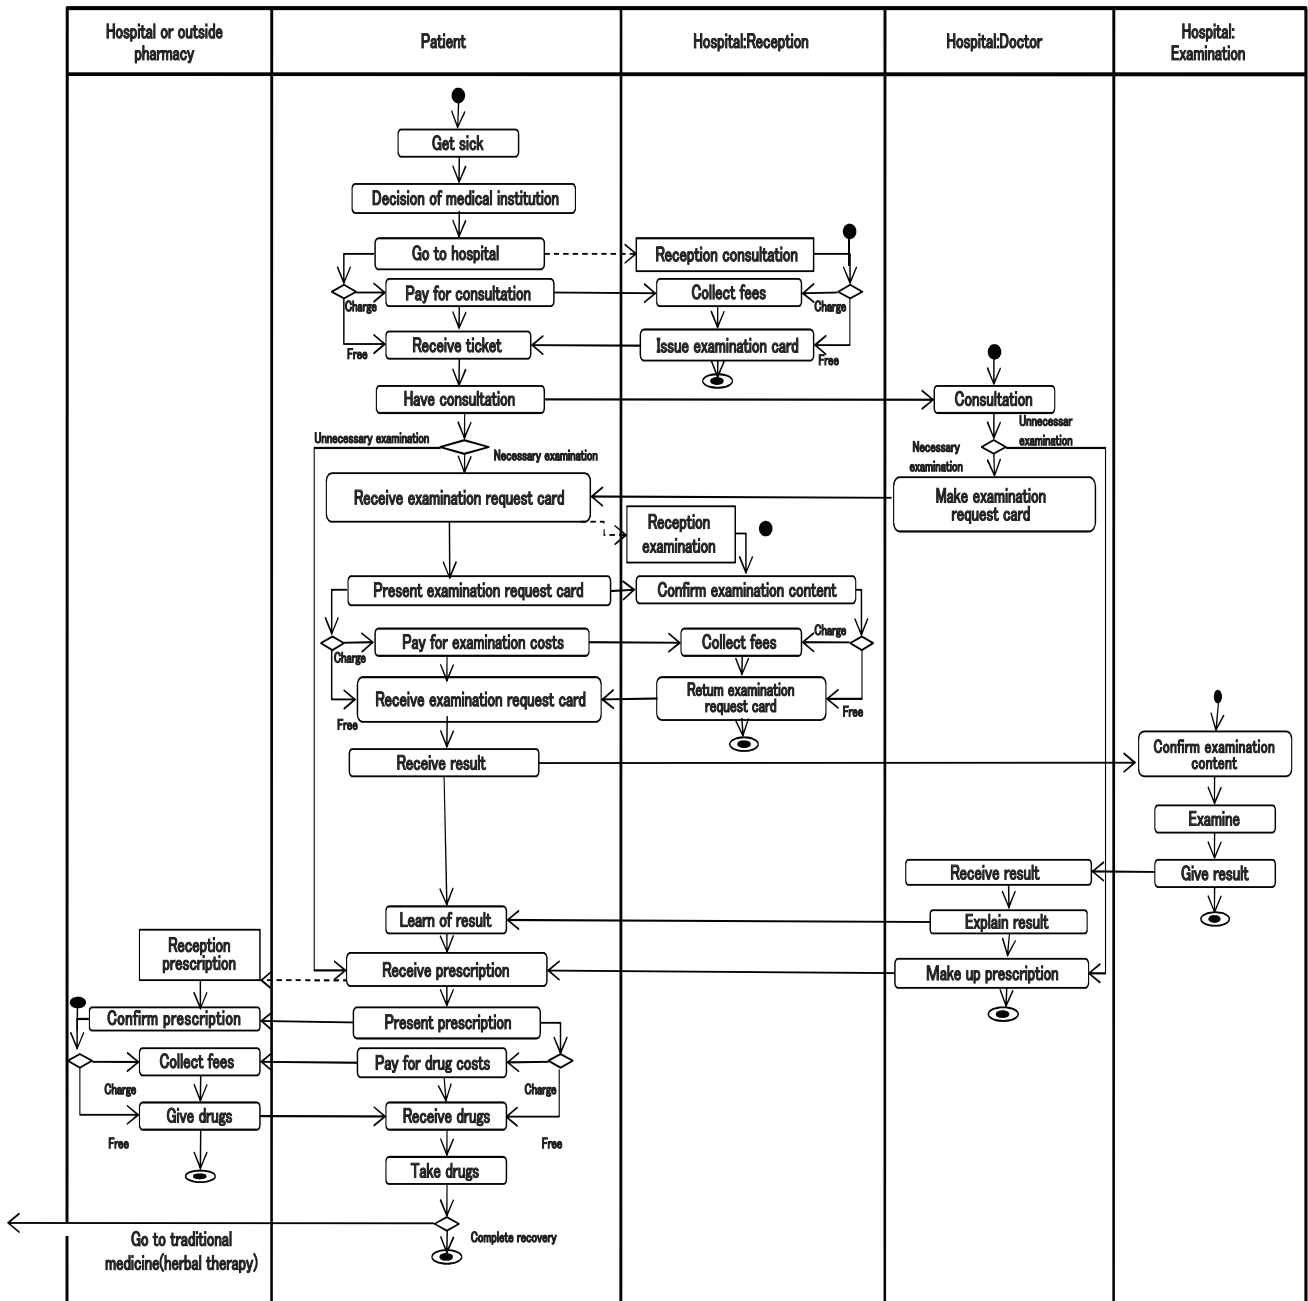 Hospital or outside
pharmacy
Patient
Hospital:Reception
Hospital:Doctor
Hospital:
Examination
Get sick
Decision of medical institution
Go to hospital
Reception consultation
Pay for consultation
Collect fees
Charge
Charge
Receive ticket
Issue examination card
Free
Free
Have consultation
Consultation
Unnecessary examination
Necessary examination
Unnecessar
examination
Necessary
examination
Receive examination request card
Make examination
request card
Reception
examination
Present examination request card
Confirm examination content
Pay for examination costs
Collect fees
Charge
Charge
Receive examination request card
Return examination
request card
Free
Free
Receive result
Confirm examination
content
Examine
Receive result
Give result
Learn of result
Explain result
Reception
prescription
Receive prescription
Make up prescription
Confirm prescription
Present prescription
Collect fees
Pay for drug costs
Charge
Charge
Give drugs
Receive drugs
Free
Free
Take drugs
Go to traditional
medicine(herbal therapy)
Complete recovery